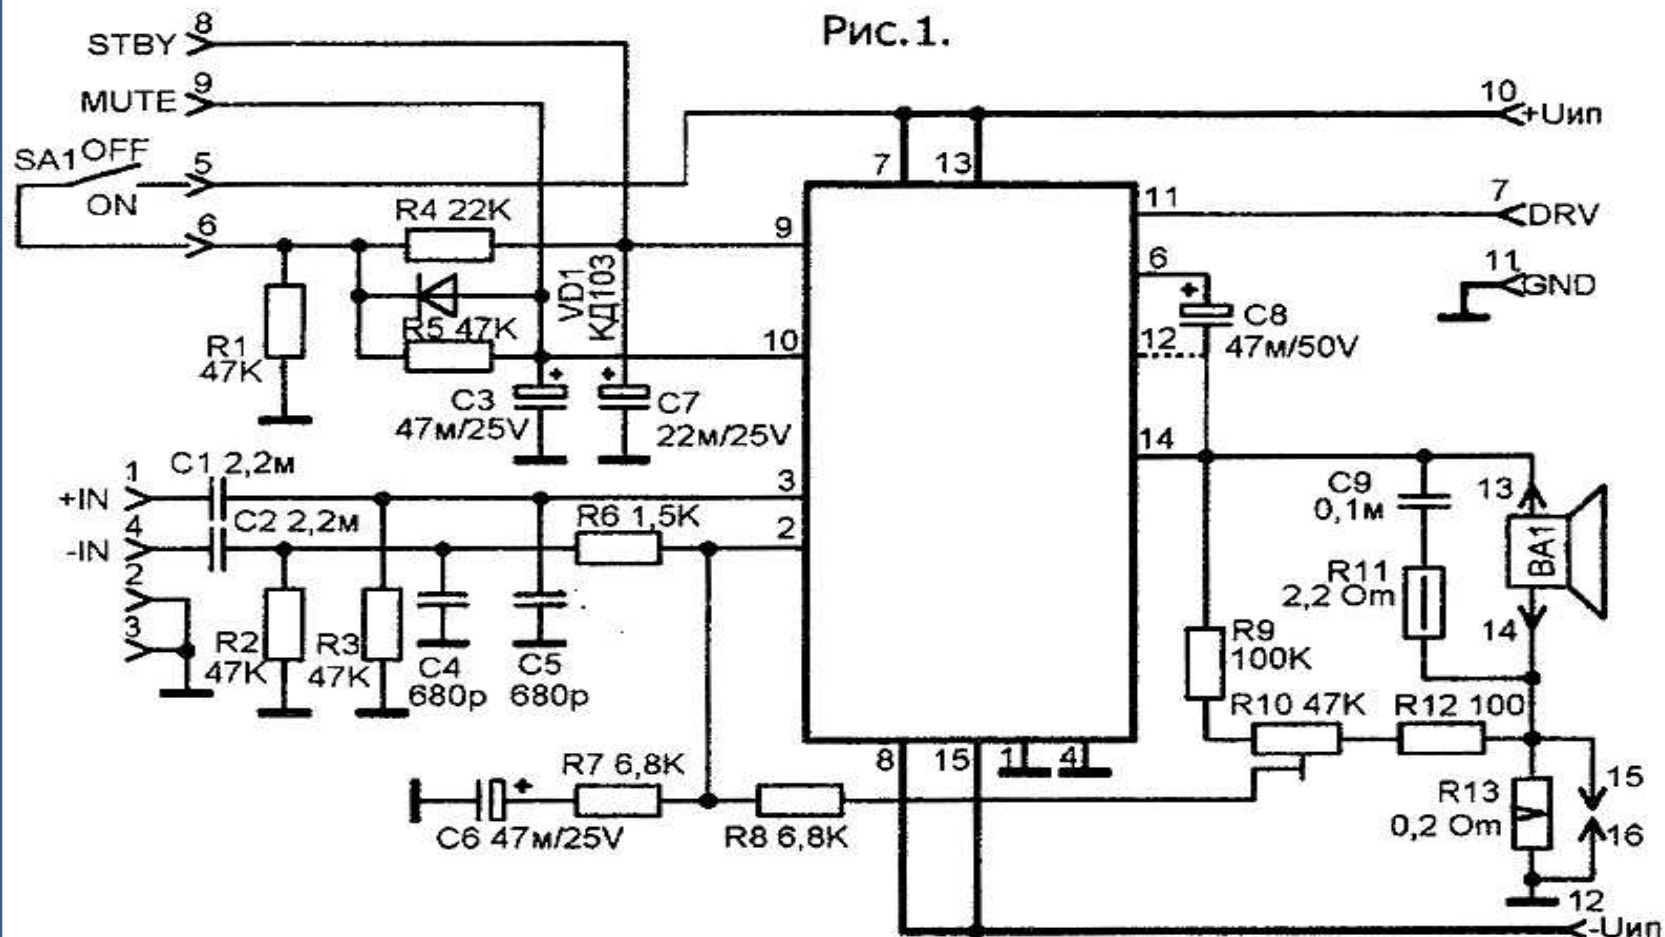 Рис.1.
STBY 8
MUTE 9
SA1 OFF 5
ON
6
R4 22K
VD1
КД103
R5 47K
R1
47K
C3
47м/25V
C7
22м/25V
9
10
7 13
10 +Uип
11 7 DRV
6 11 GND
C8
47м/50V
12
14
C1 2,2м
+IN 1
C2 2,2м
-IN 4
2
3
R6 1,5K
3
2
R2
47K
R3
47K
C4
680p
C5
680p
C9
0,1м
13
BA1
R11
2,2 Om
14
R9
100K
R10 47K
R12 100
8 15 1 4
R7 6,8K
C6 47м/25V
R8 6,8K
R13
0,2 Om
15
16
12
-Uип